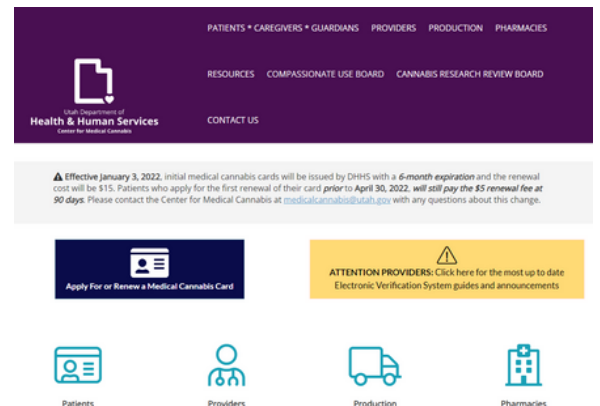 PATIENTS * CAREGIVERS * GUARDIANS PROVIDERS PRODUCTION PHARMACIES
RESOURCES COMPASSIONATE USE BOARD CANNABIS RESEARCH REVIEW BOARD
CONTACT US
Utah Department of
Health & Human Services
Center for Medical Cannabis
Effective January 3, 2022, initial medical cannabis cards will be issued by DHHS with a 6-month expiration and the renewal
cost will be $15. Patients who apply for the first renewal of their card prior to April 30, 2022, will still pay the $5 renewal fee at
90 days. Please contact the Center for Medical Cannabis at medicalcannabis@utah.gov with any questions about this change.
Apply For or Renew a Medical Cannabis Card
ATTENTION PROVIDERS: Click here for the most up to date
Electronic Verification System guides and announcements
Patients Providers Production Pharmacies